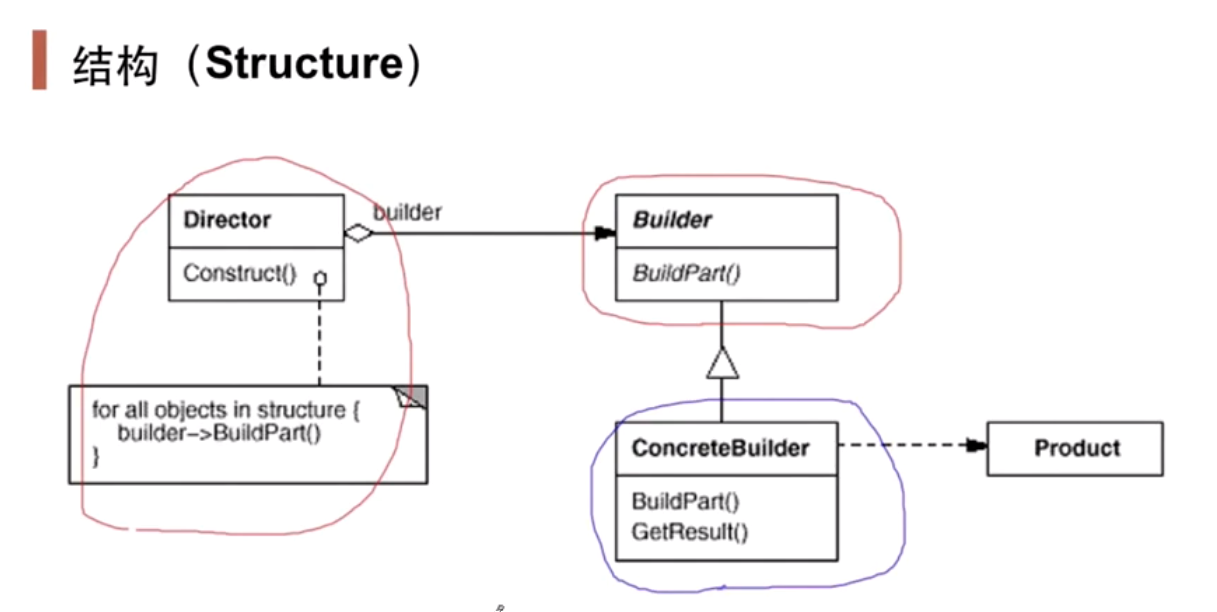 结构（Structure）
Director
Construct()
builder
Builder
BuildPart()
for all objects in structure {
builder->BuildPart()
}
ConcreteBuilder
BuildPart()
GetResult()
Product